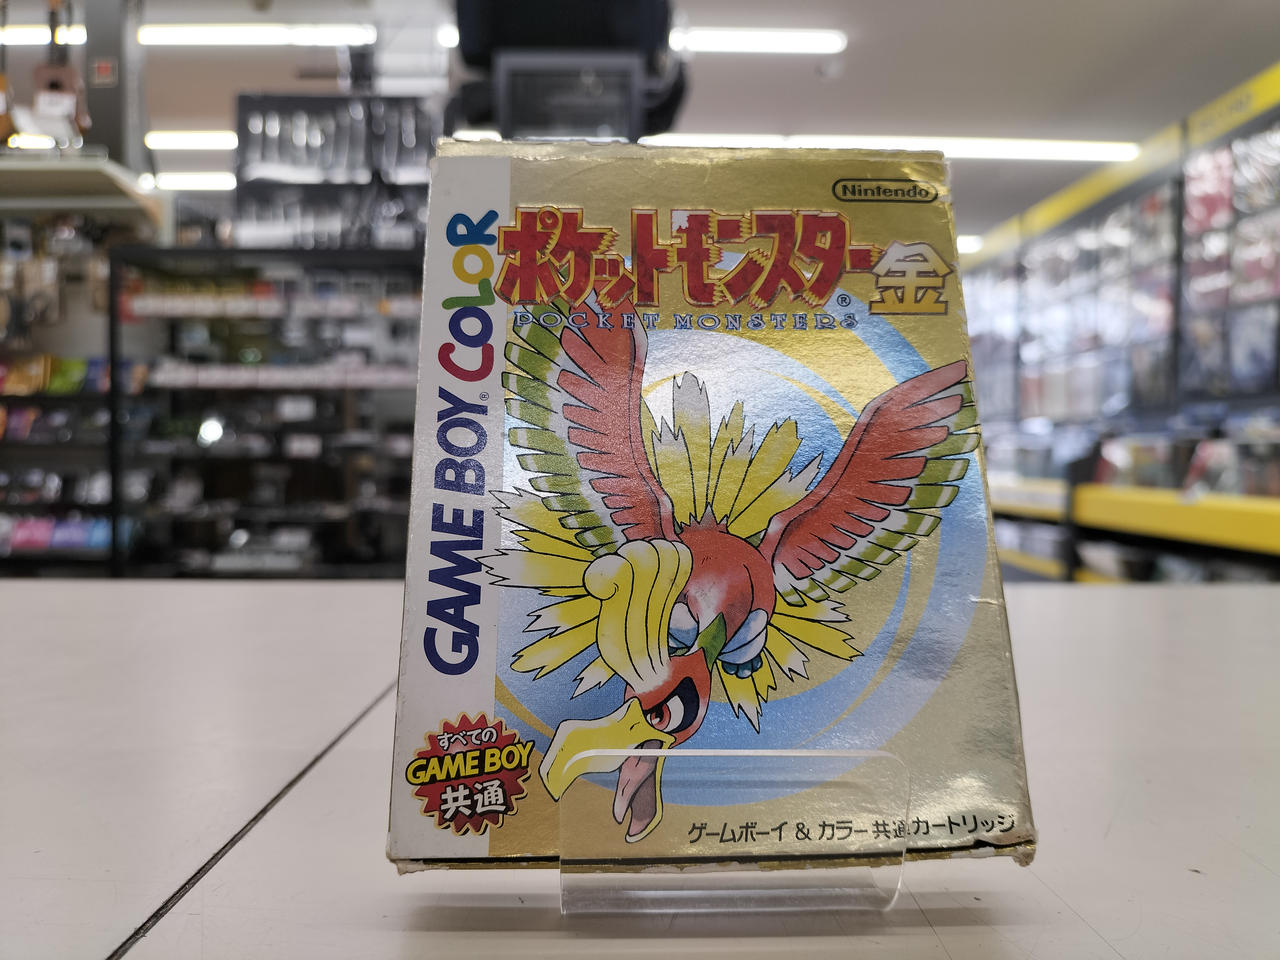 Nintendo
ポケットモンスター金
®
POCKET MONSTERS
GAME BOY® COLOR
すべての
GAME BOY
共通
ゲームボーイ & カラー共通カートリッジ